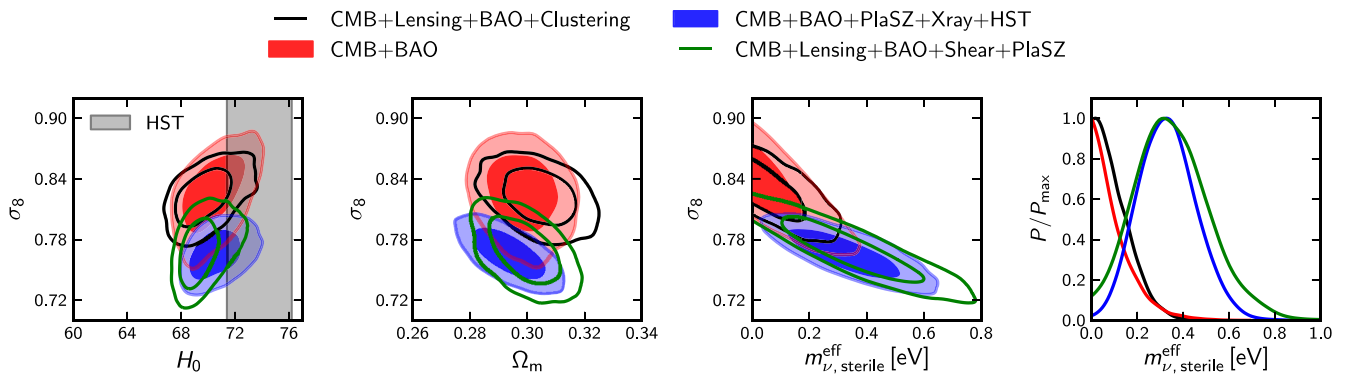 CMB+Lensing+BAO+Clustering
CMB+BAO
CMB+BAO+PlaSZ+Xray+HST
CMB+Lensing+BAO+Shear+PlaSZ
σ8
0.90
0.84
0.78
0.72
HST
60 64 68 72 76
H0
σ8
0.90
0.84
0.78
0.72
0.26 0.28 0.30 0.32 0.34
Ωm
σ8
0.90
0.84
0.78
0.72
0.0 0.2 0.4 0.6 0.8
m^eff_ν, sterile [eV]
P/Pmax
1.0
0.8
0.6
0.4
0.2
0.0
0.0 0.2 0.4 0.6 0.8 1.0
m^eff_ν, sterile [eV]